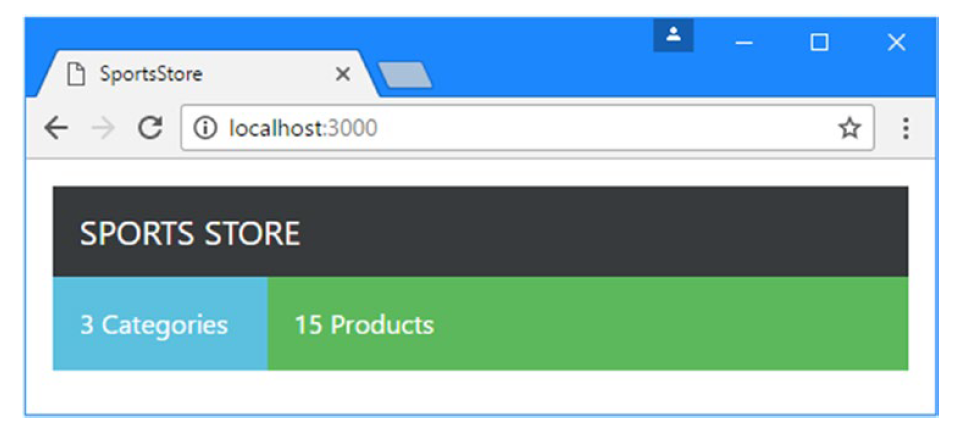 SportsStore
localhost:3000
SPORTS STORE
3 Categories
15 Products